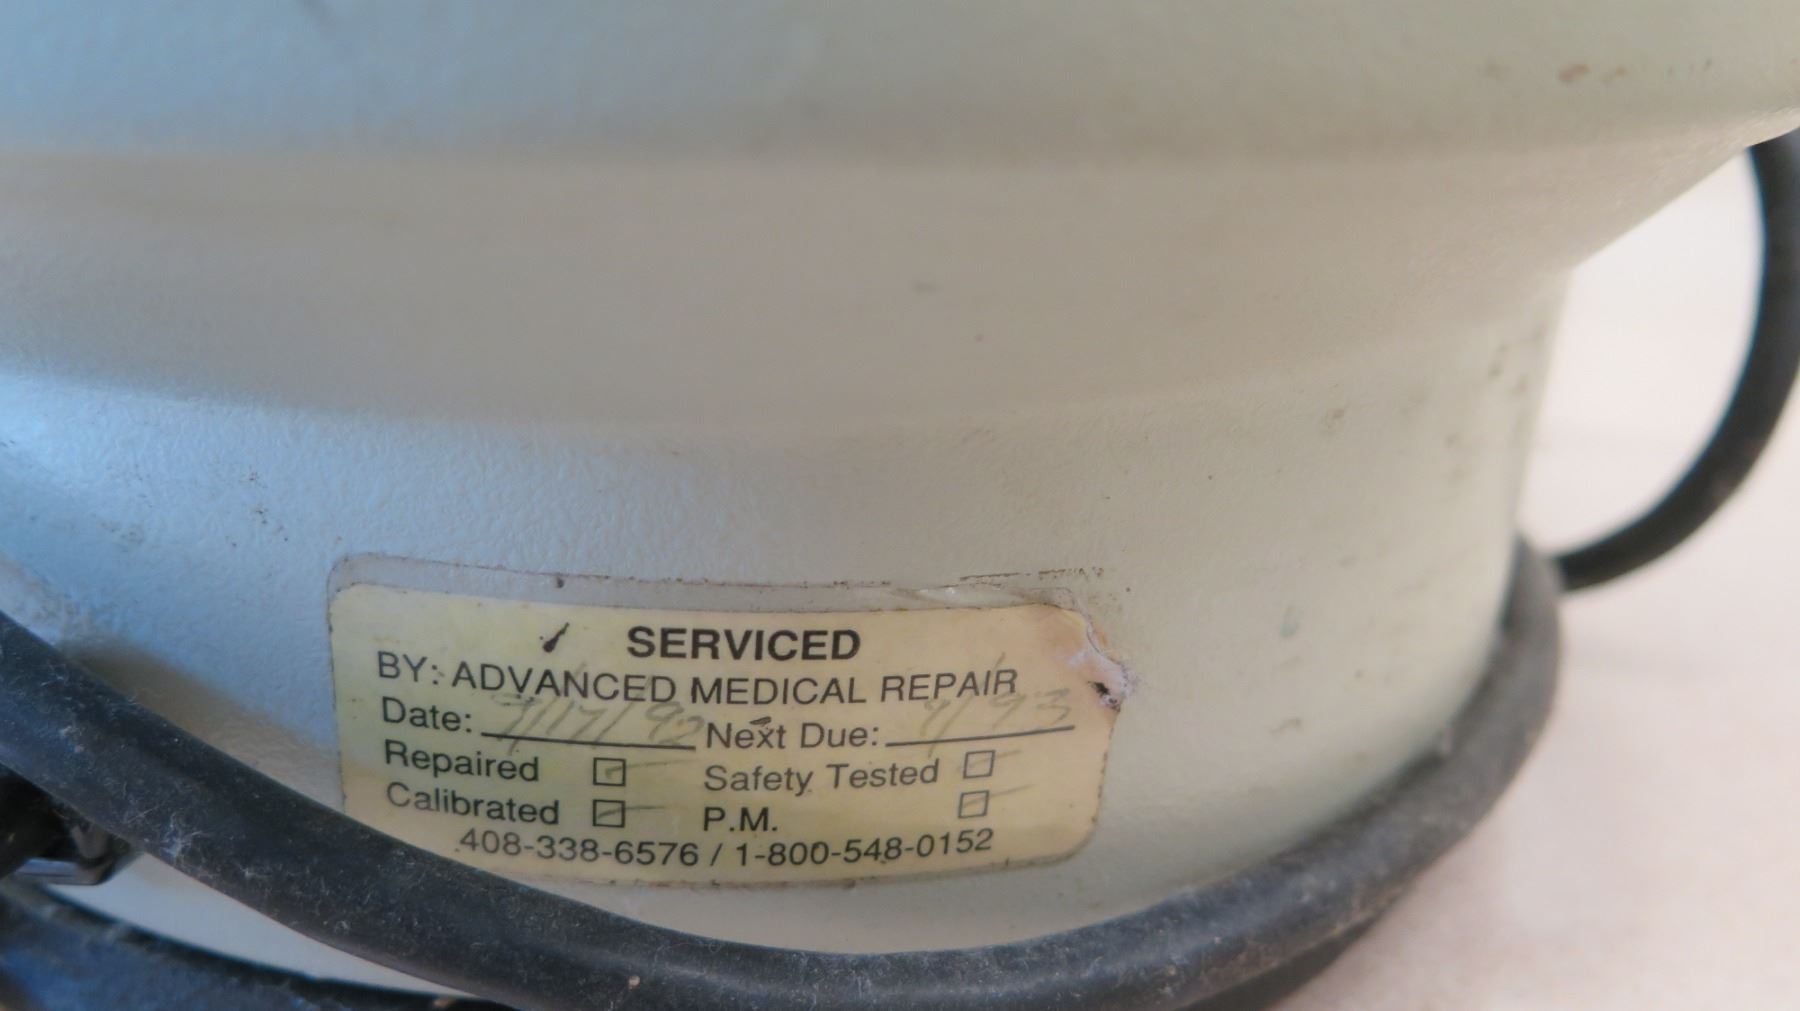 SERVICED
BY: ADVANCED MEDICAL REPAIR
Date: 9/17/92 Next Due: 9/93
Repaired Safety Tested
Calibrated P.M.
408-338-6576 / 1-800-548-0152